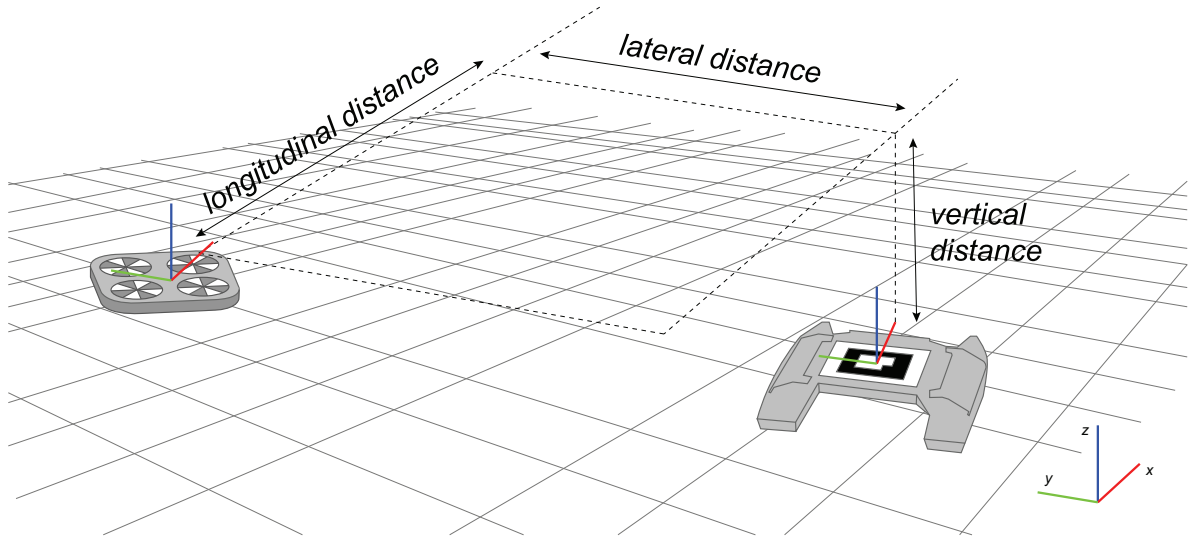 lateral distance
longitudinal distance
vertical
distance
z
x
y